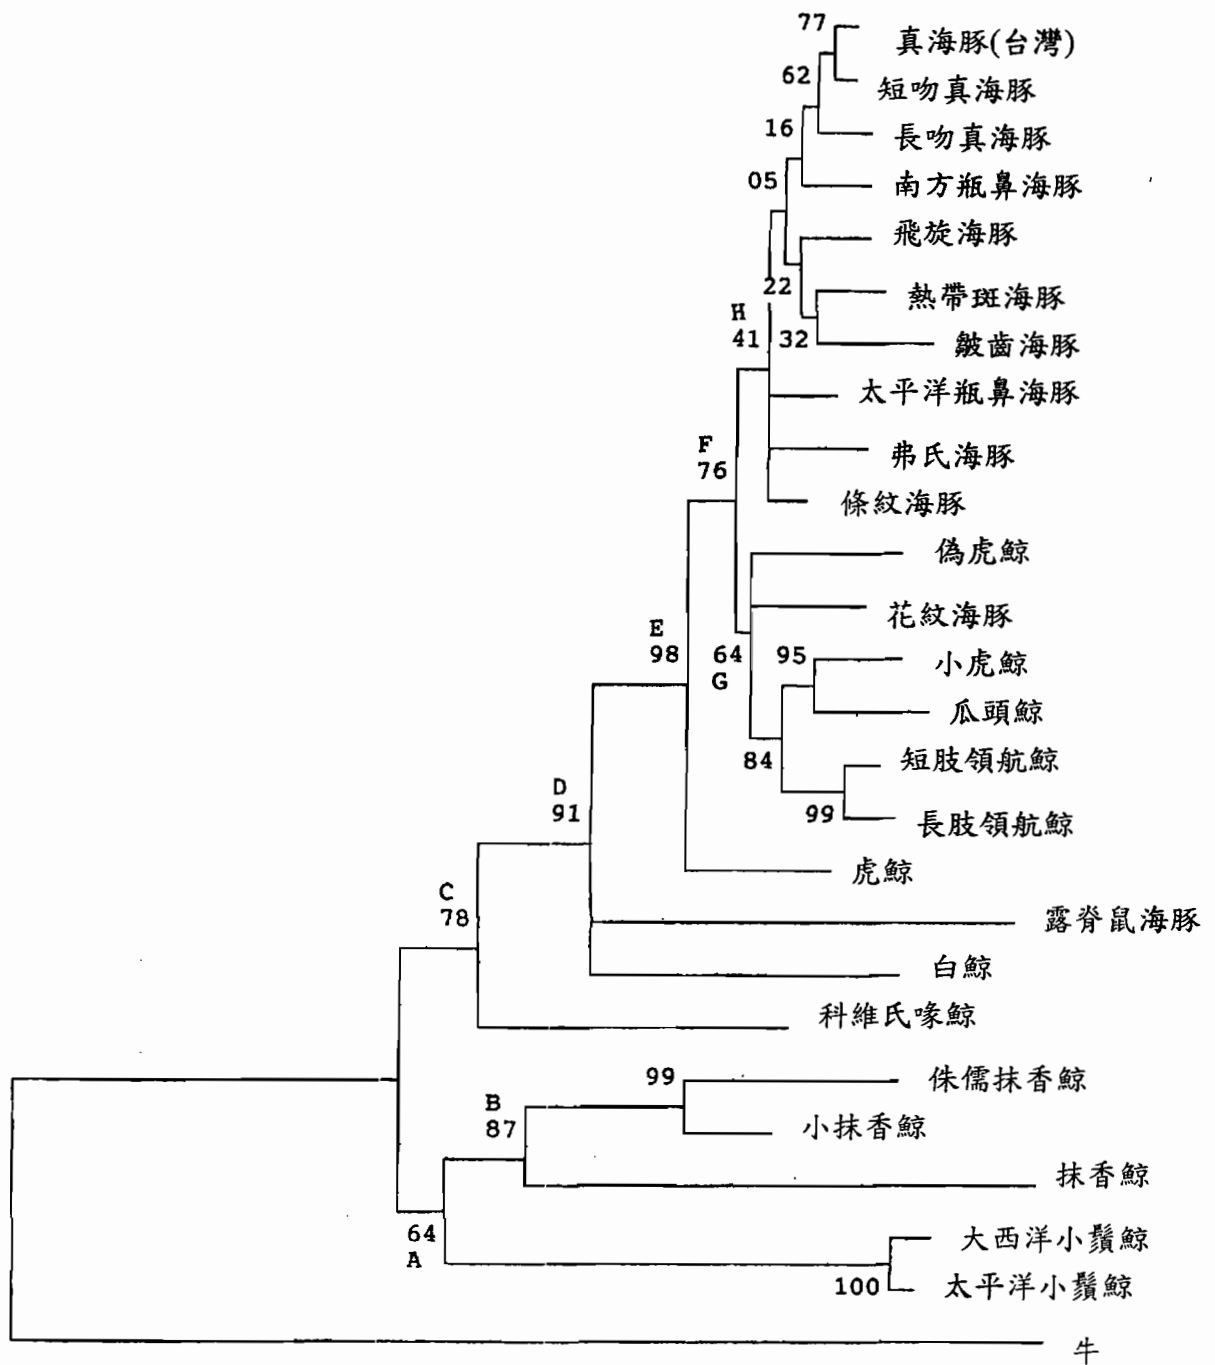 77
真海豚(台灣)
62
短吻真海豚
16
長吻真海豚
05
南方瓶鼻海豚
飛旋海豚
22
熱帶斑海豚
H
41
32
皺齒海豚
太平洋瓶鼻海豚
F
76
弗氏海豚
條紋海豚
偽虎鯨
花紋海豚
E
98
64
G
95
小虎鯨
瓜頭鯨
84
短肢領航鯨
D
91
99
長肢領航鯨
虎鯨
C
78
露脊鼠海豚
白鯨
科維氏喙鯨
99
侏儒抹香鯨
B
87
小抹香鯨
抹香鯨
64
A
大西洋小鬚鯨
100
太平洋小鬚鯨
牛